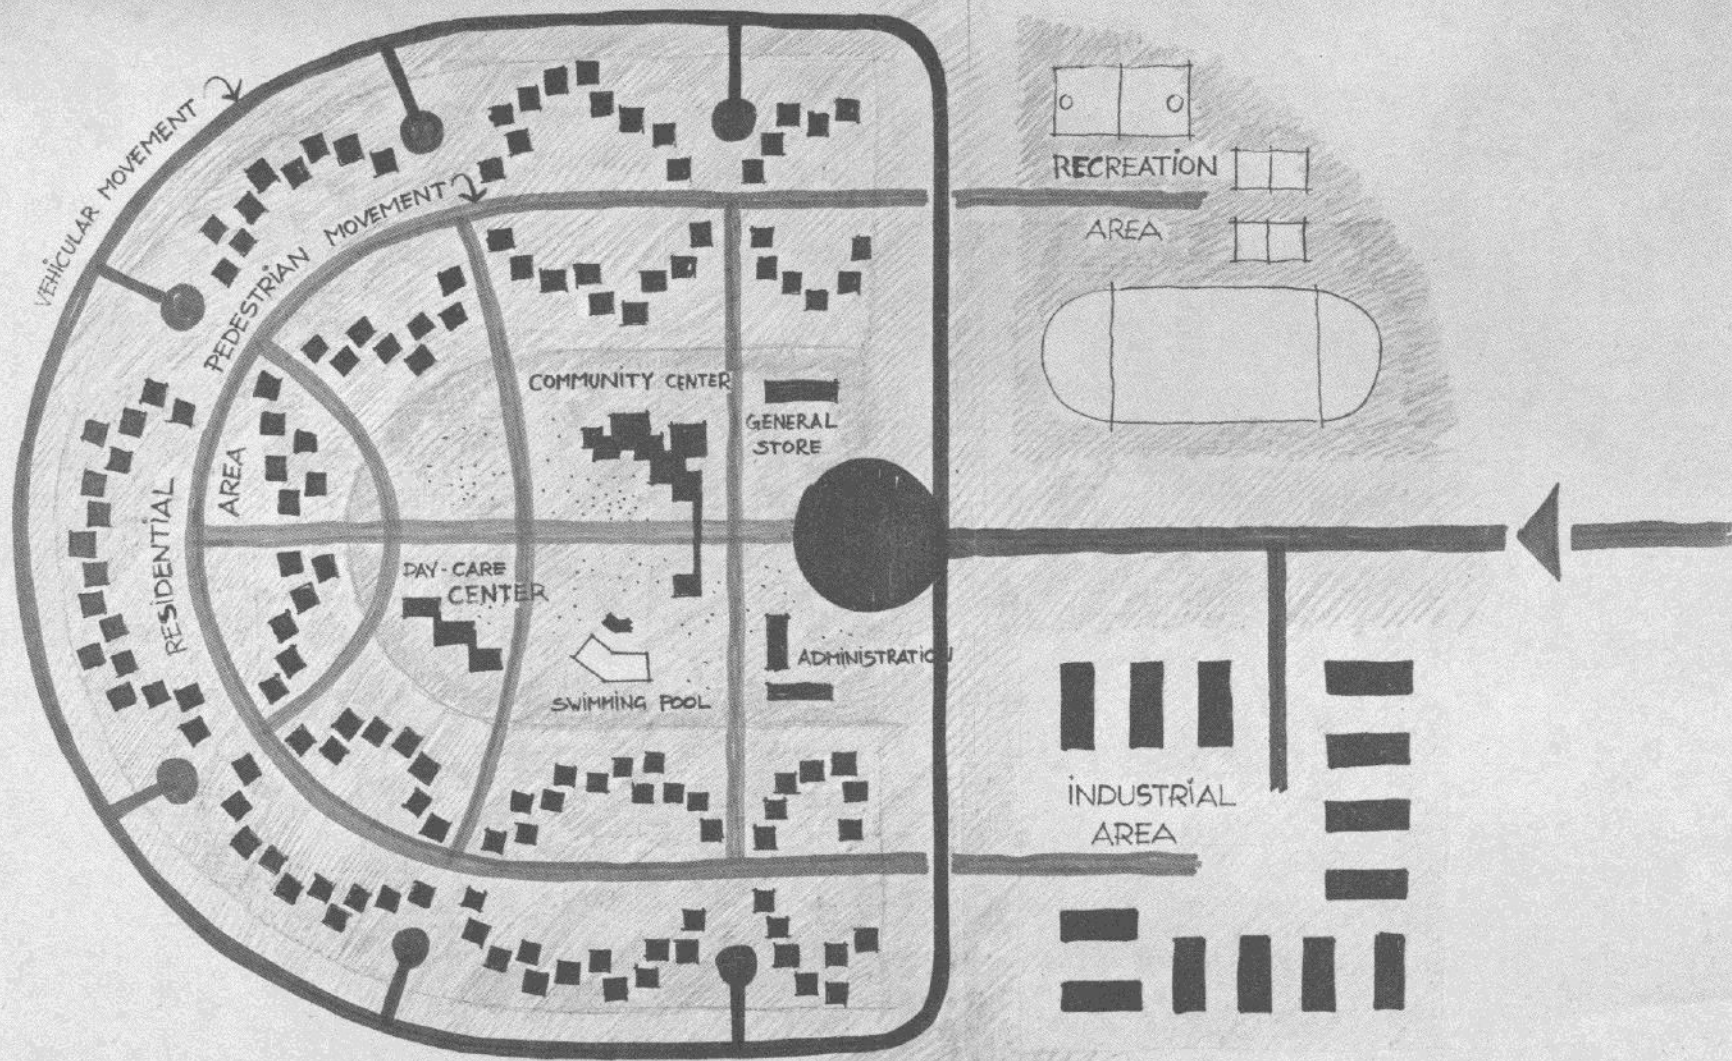 VEHICULAR MOVEMENT
PEDESTRIAN MOVEMENT
RECREATION
AREA
COMMUNITY CENTER
GENERAL
STORE
RESIDENTIAL
AREA
DAY-CARE
CENTER
ADMINISTRATION
SWIMMING POOL
INDUSTRIAL
AREA